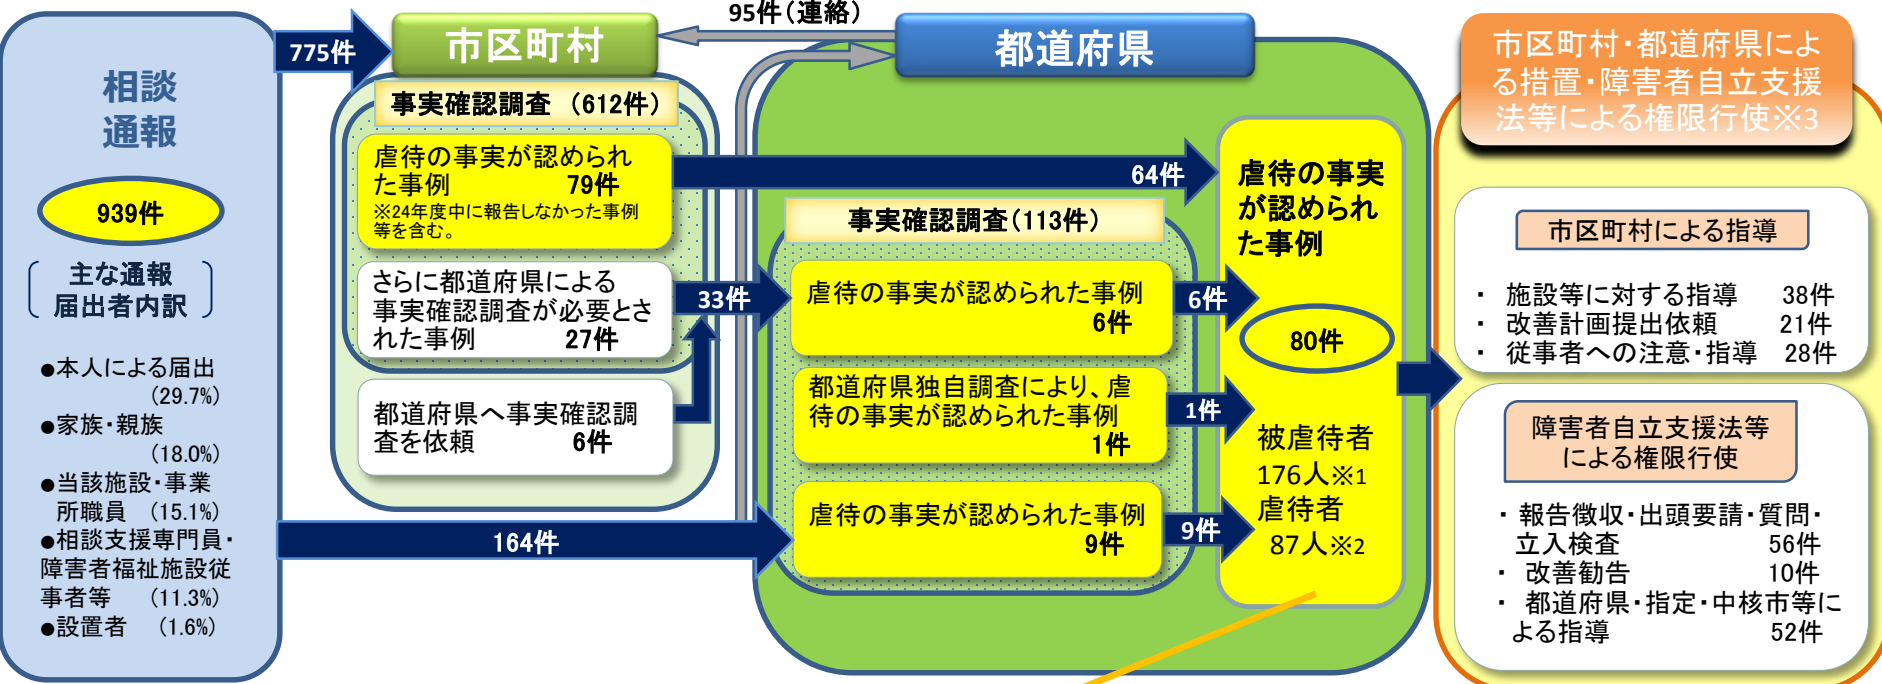 相談
通報
939件
主な通報
届出者内訳
●本人による届出
(29.7%)
●家族・親族
(18.0%)
●当該施設・事業
所職員 (15.1%)
●相談支援専門員・
障害者福祉施設従
事者等 (11.3%)
●設置者 (1.6%)
775件
164件
市区町村
事実確認調査 (612件)
虐待の事実が認められ
た事例 79件
※24年度中に報告しなかった事例
等を含む。
さらに都道府県による
事実確認調査が必要とさ
れた事例 27件
都道府県へ事実確認調
査を依頼 6件
95件(連絡)
33件
64件
都道府県
事実確認調査(113件)
虐待の事実が認められた事例
6件
都道府県独自調査により、虐
待の事実が認められた事例
1件
虐待の事実が認められた事例
9件
6件
1件
9件
虐待の事実
が認められ
た事例
80件
被虐待者
176人※1
虐待者
87人※2
市区町村・都道府県によ
る措置・障害者自立支援
法等による権限行使※3
市区町村による指導
・ 施設等に対する指導 38件
・ 改善計画提出依頼 21件
・ 従事者への注意・指導 28件
障害者自立支援法等
による権限行使
・報告徴収・出頭要請・質問・
立入検査 56件
・ 改善勧告 10件
・ 都道府県・指定・中核市等に
よる指導 52件